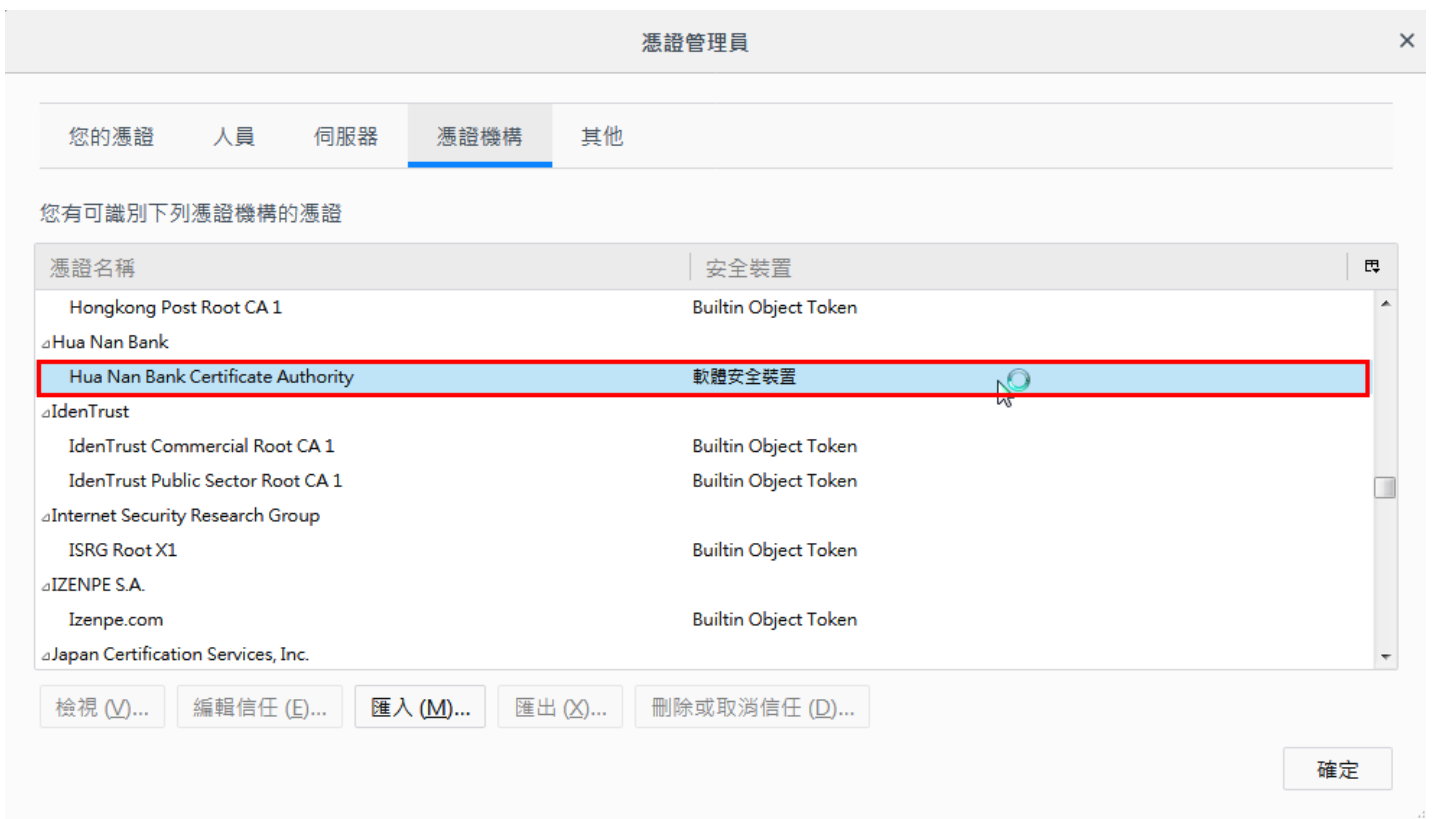 憑證管理員
您的憑證 人員 伺服器 憑證機構 其他
您有可識別下列憑證機構的憑證
憑證名稱 安全裝置
Hongkong Post Root CA 1 Builtin Object Token
Hua Nan Bank
Hua Nan Bank Certificate Authority 軟體安全裝置
IdenTrust
IdenTrust Commercial Root CA 1 Builtin Object Token
IdenTrust Public Sector Root CA 1 Builtin Object Token
Internet Security Research Group
ISRG Root X1 Builtin Object Token
IZENPE S.A.
Izenpe.com Builtin Object Token
Japan Certification Services, Inc.
檢視 (V)... 編輯信任 (E)... 匯入 (M)... 匯出 (X)... 刪除或取消信任 (D)...
確定